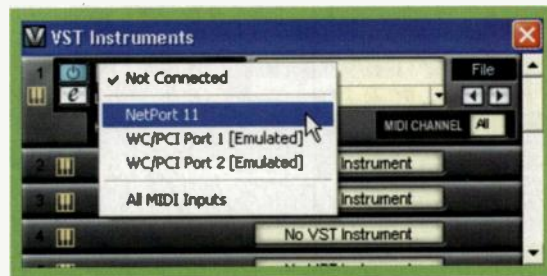 VST Instruments
1
e
File
✓ Not Connected
NetPort 11
WC/PCI Port 1 [Emulated]
WC/PCI Port 2 [Emulated]
All MIDI Inputs
MIDI CHANNEL All
2 Instrument
3 Instrument
4 No VST Instrument